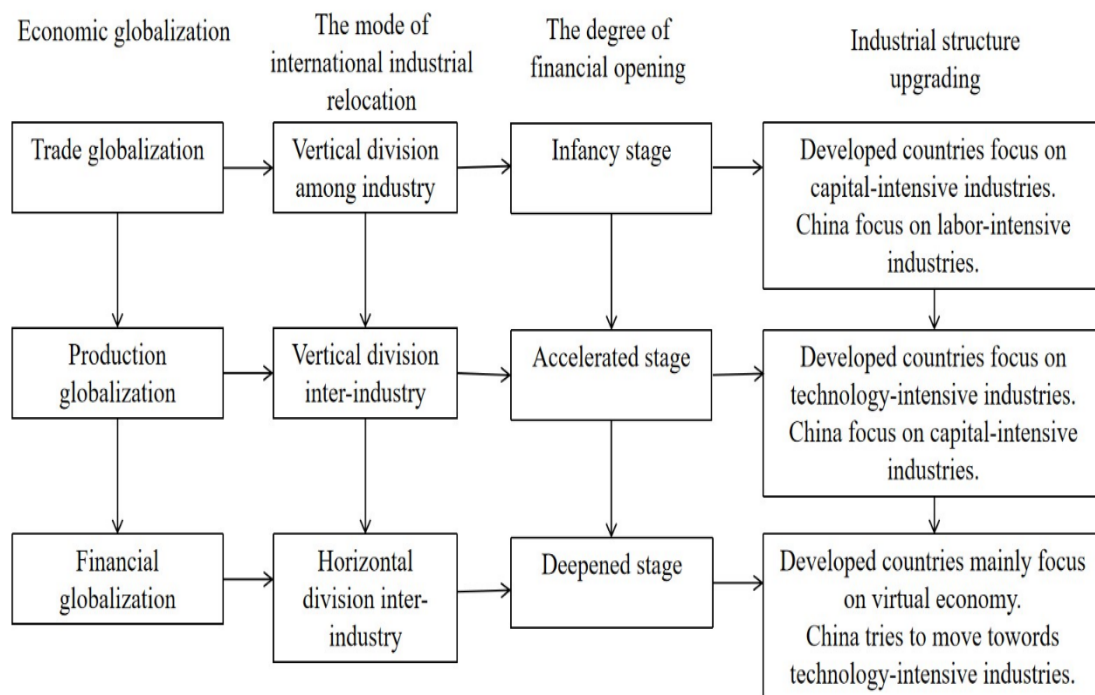 Economic globalization
The mode of
international industrial
relocation
The degree of
financial opening
Industrial structure
upgrading
Trade globalization
Vertical division
among industry
Infancy stage
Developed countries focus on
capital-intensive industries.
China focus on labor-intensive
industries.
Production
globalization
Vertical division
inter-industry
Accelerated stage
Developed countries focus on
technology-intensive industries.
China focus on capital-intensive
industries.
Financial
globalization
Horizontal
division inter-
industry
Deepened stage
Developed countries mainly focus
on virtual economy.
China tries to move towords
technology-intensive industries.